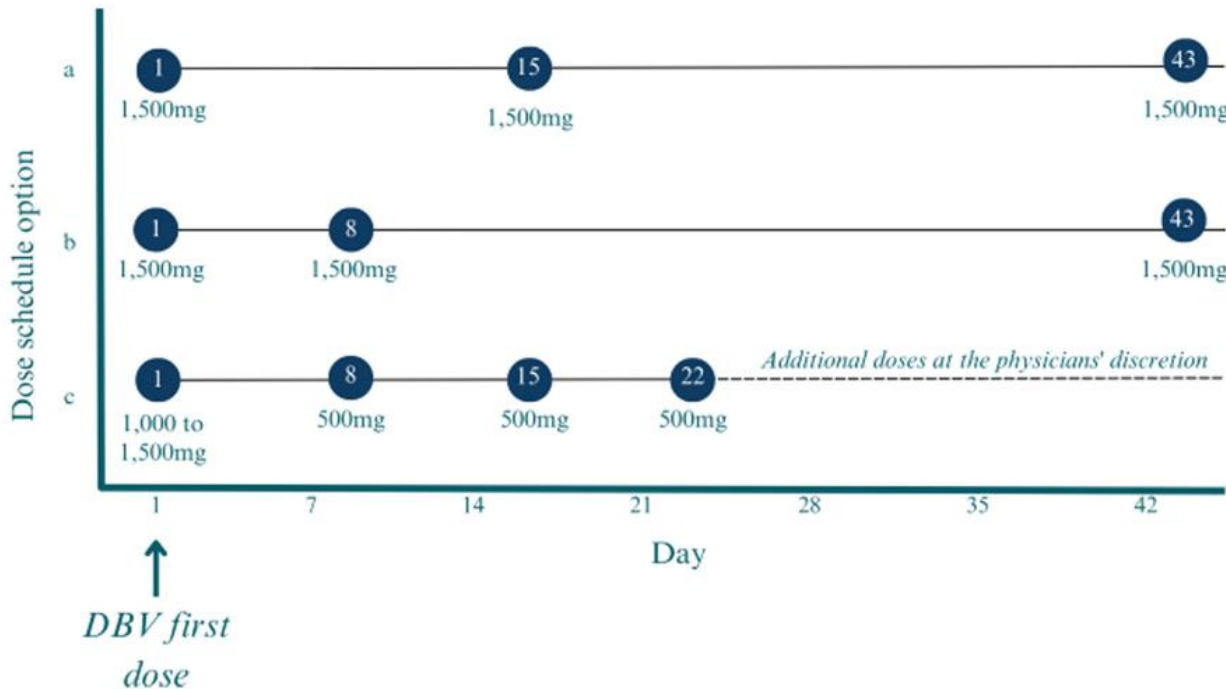 a
1
15
43
1,500mg
1,500mg
1,500mg
Dose schedule option
b
1
8
43
1,500mg
1,500mg
1,500mg
c
1
8
15
22
Additional doses at the physicians' discretion
1,000 to
1,500mg
500mg
500mg
500mg
1
7
14
21
28
35
42
Day
DBV first
dose